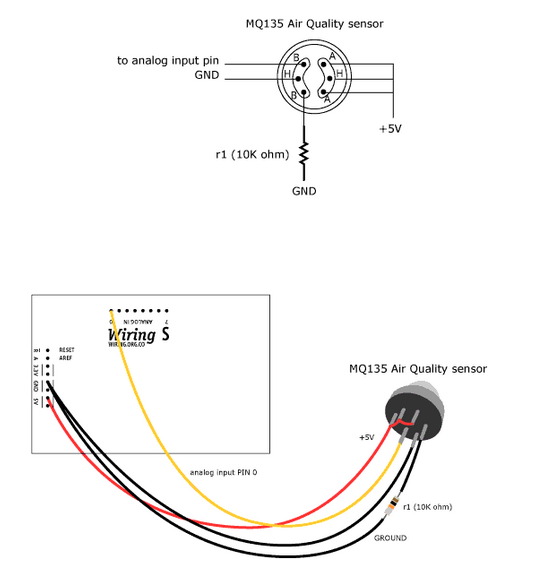 MQ135 Air Quality sensor
to analog input pin
B
A
GND
H
H
B
A
+5V
r1 (10K ohm)
GND
7
ANALOG IN
Wiring S
WIRING.ORG.CO
RESET
A
AREF
3.3V
GND
5V
MQ135 Air Quality sensor
+5V
analog input PIN 0
r1 (10K ohm)
GROUND